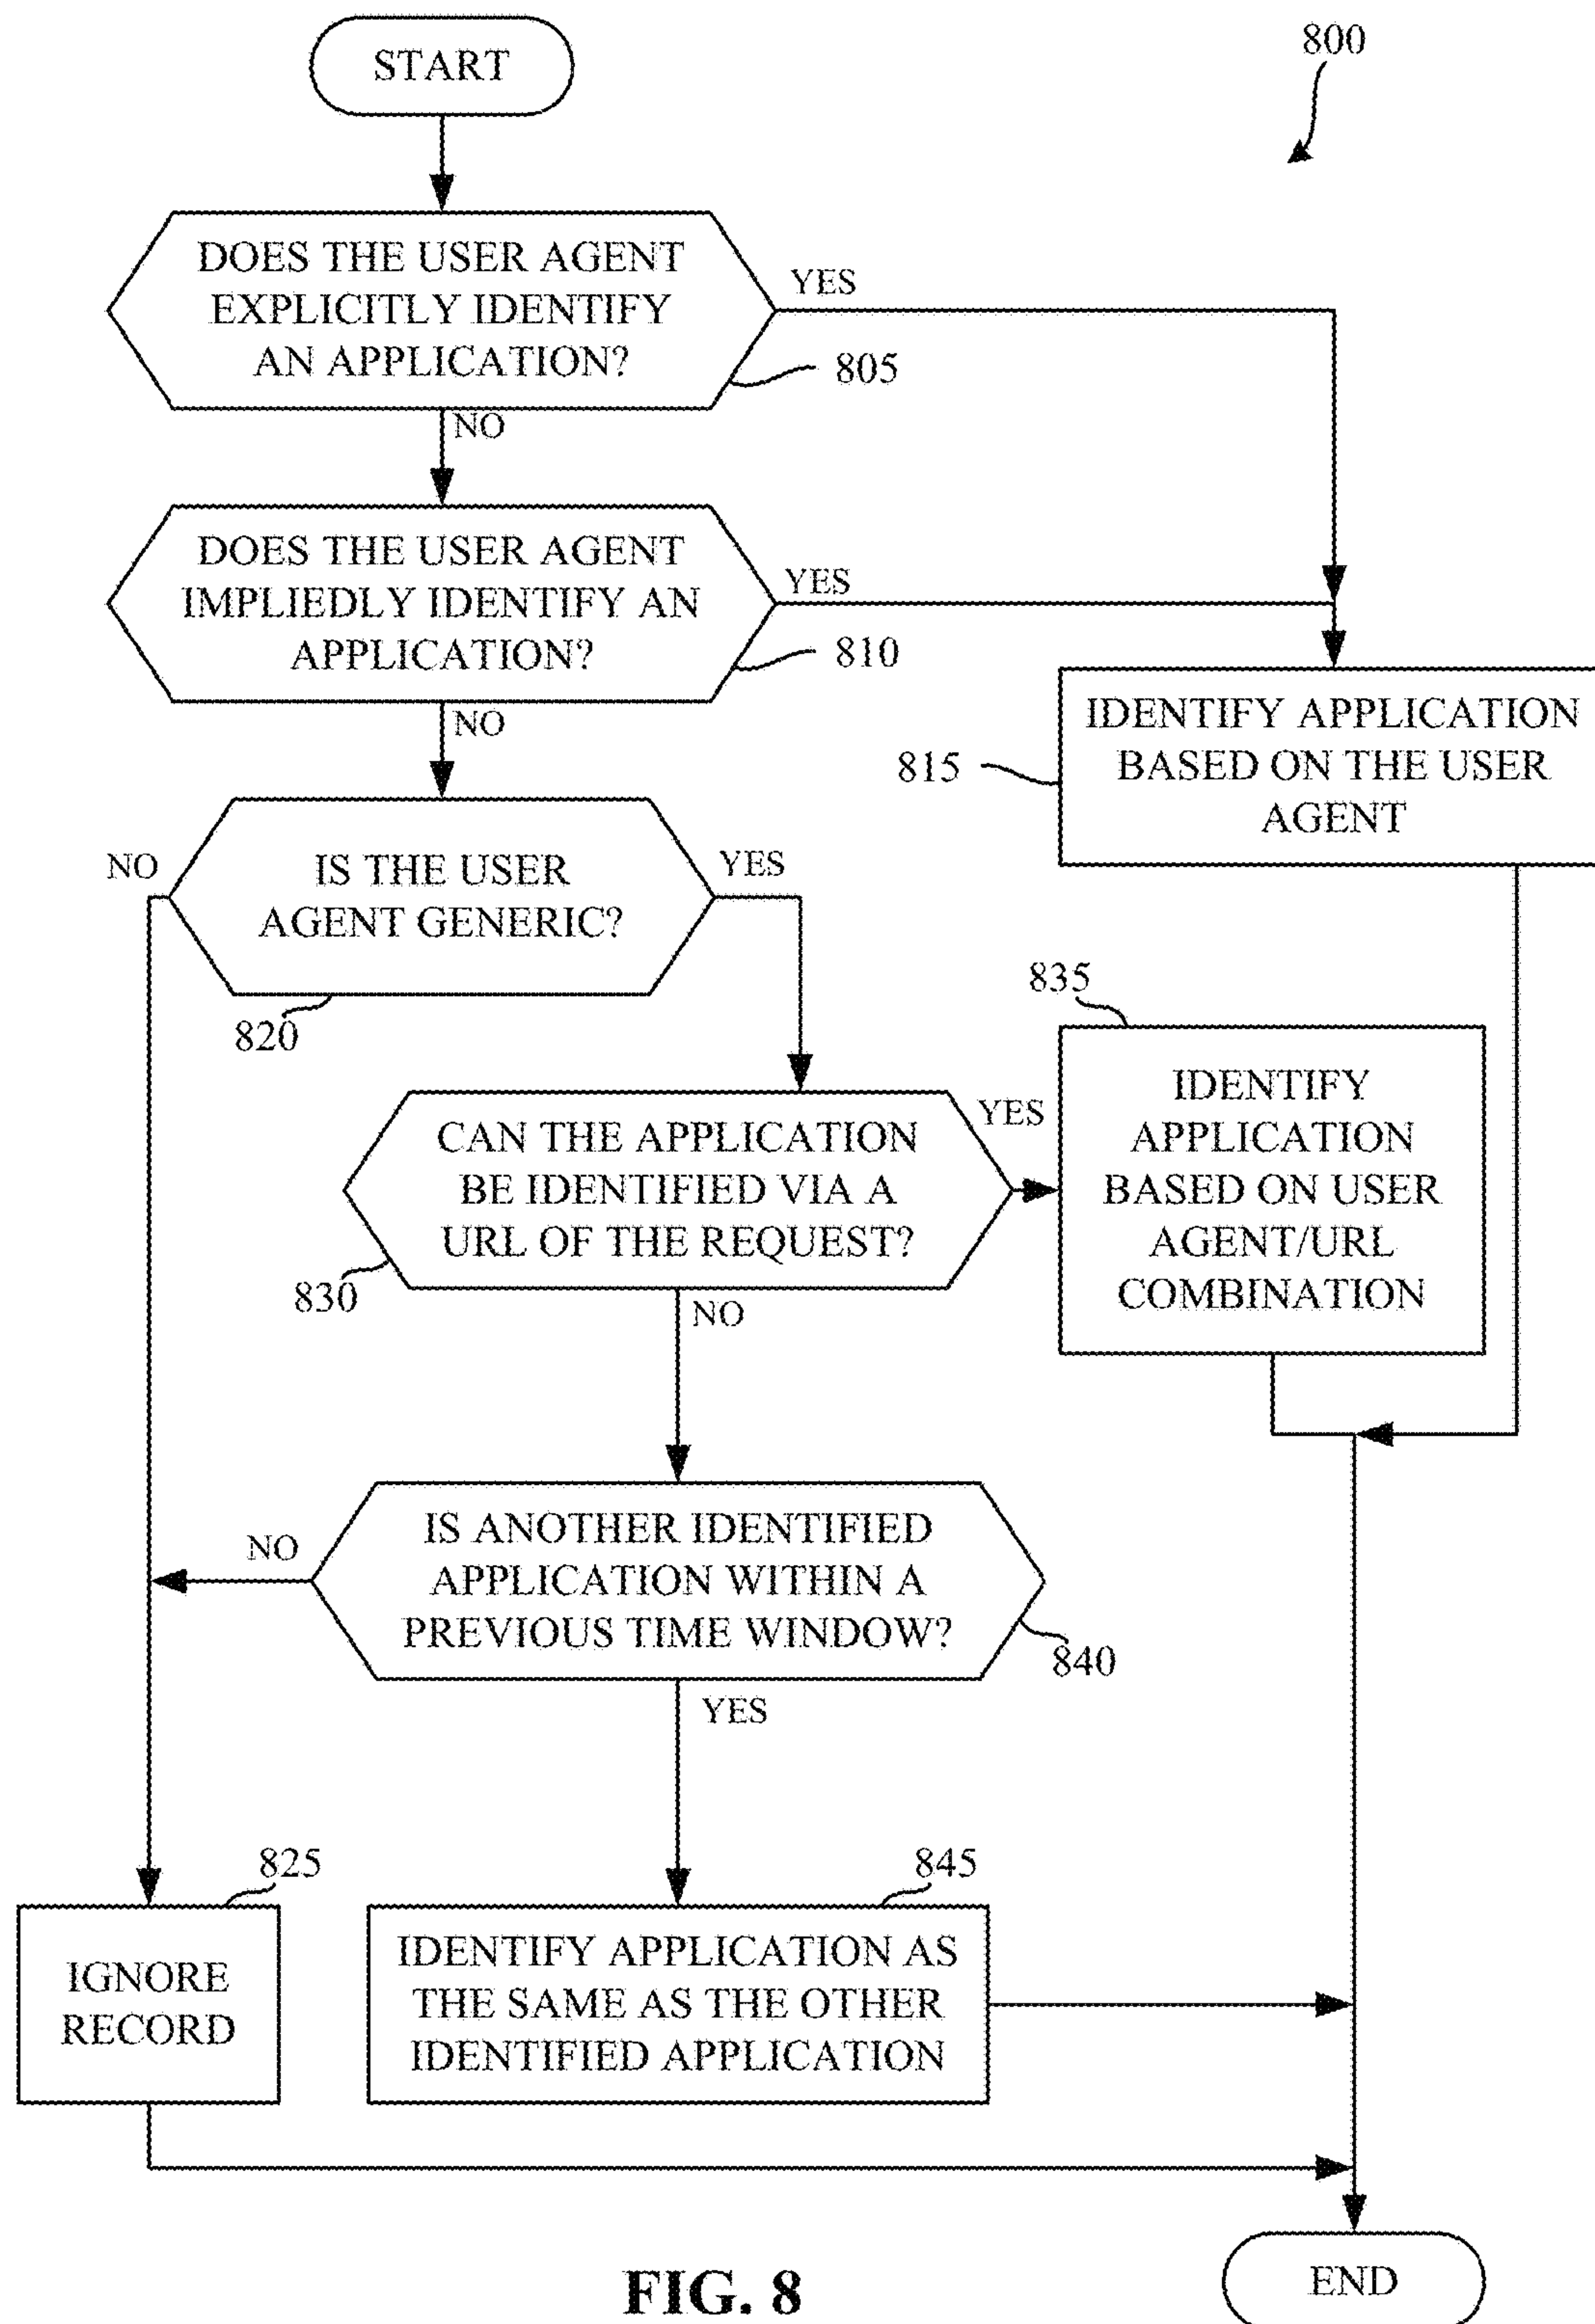 START
800
DOES THE USER AGENT
EXPLICITLY IDENTIFY
AN APPLICATION?
YES
805
NO
DOES THE USER AGENT
IMPLIEDLY IDENTIFY AN
APPLICATION?
YES
810
NO
IDENTIFY APPLICATION
BASED ON THE USER
AGENT
815
NO
IS THE USER
AGENT GENERIC?
YES
820
835
CAN THE APPLICATION
BE IDENTIFIED VIA A
URL OF THE REQUEST?
YES
830
NO
IDENTIFY
APPLICATION
BASED ON USER
AGENT/URL
COMBINATION
NO
IS ANOTHER IDENTIFIED
APPLICATION WITHIN A
PREVIOUS TIME WINDOW?
840
YES
825
845
IGNORE
RECORD
IDENTIFY APPLICATION AS
THE SAME AS THE OTHER
IDENTIFIED APPLICATION
END
FIG. 8